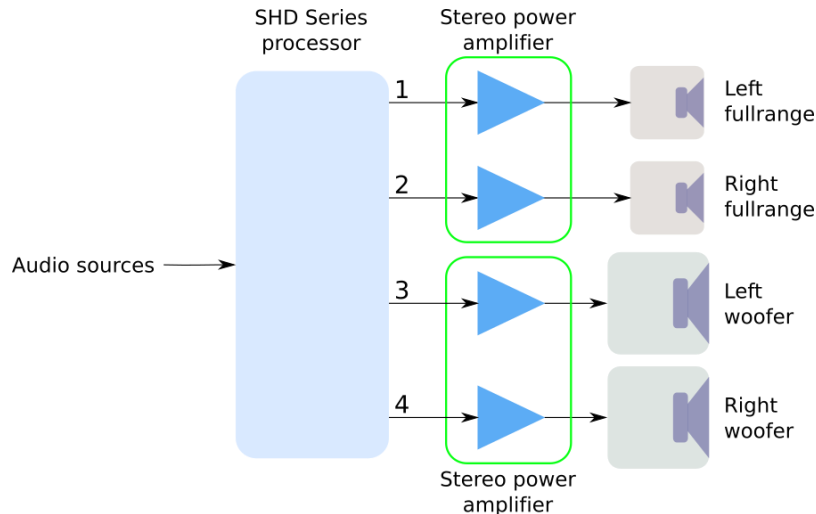 SHD Series
processor
Stereo power
amplifier
1
Left
fullrange
2
Right
fullrange
Audio sources
3
Left
woofer
4
Right
woofer
Stereo power
amplifier